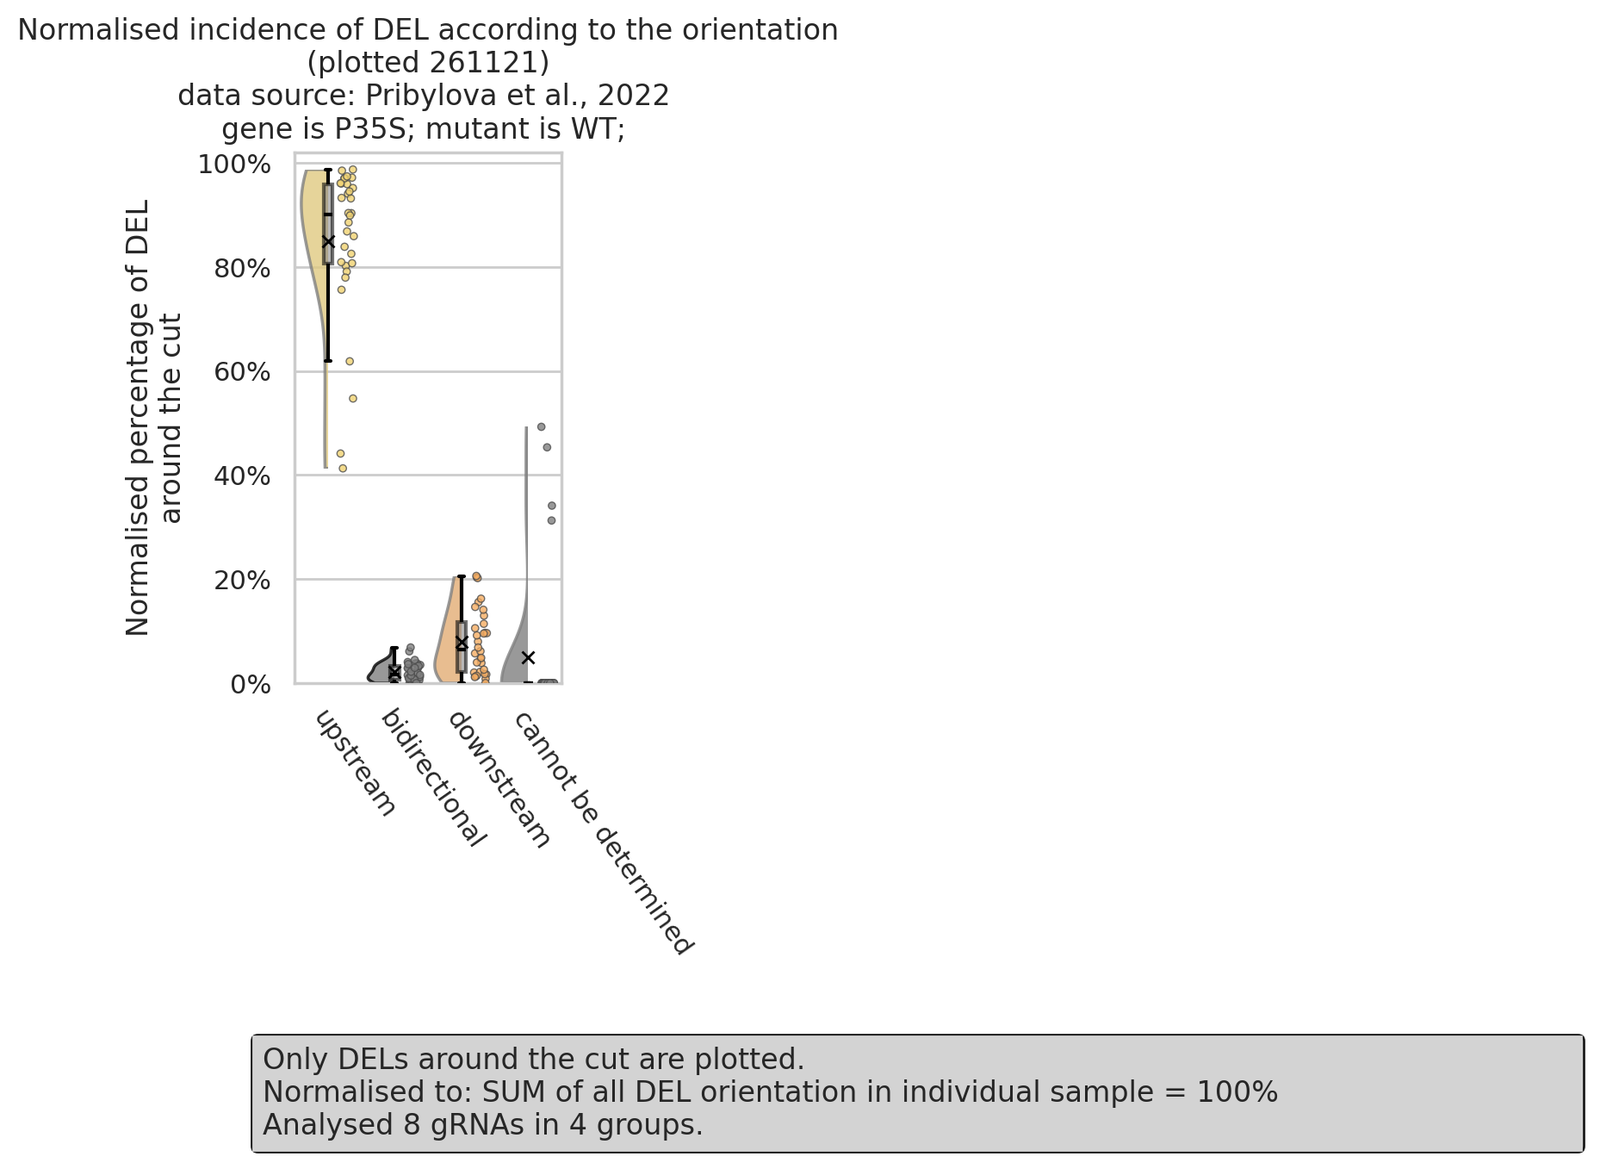 Normalised incidence of DEL according to the orientation
(plotted 261121)
data source: Pribylova et al., 2022
gene is P35S; mutant is WT;
Normalised percentage of DEL
around the cut
100%
80%
60%
40%
20%
0%
upstream
bidirectional
downstream
cannot be determined
Only DELs around the cut are plotted.
Normalised to: SUM of all DEL orientation in individual sample = 100%
Analysed 8 gRNAs in 4 groups.